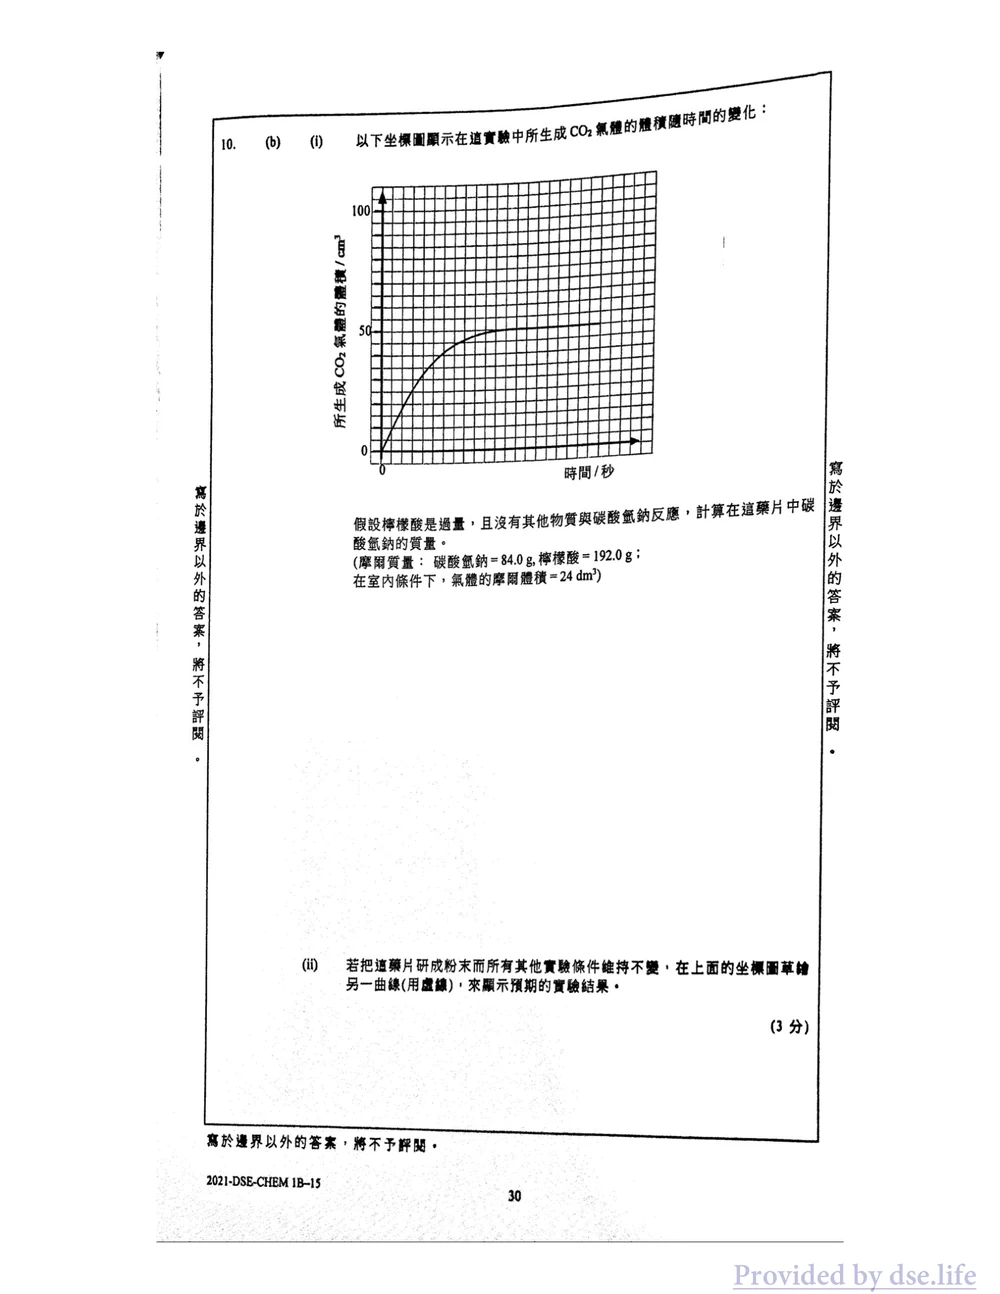 10. (b) (i) 以下坐標圖顯示在這實驗中所生成 CO₂ 氣體的體積隨時間的變化：
所生成 CO₂ 氣體的體積 / cm³
100
50
0
0
時間 / 秒
假設檸檬酸是過量，且沒有其他物質與碳酸氫鈉反應，計算在這藥片中碳
酸氫鈉的質量。
(摩爾質量： 碳酸氫鈉 = 84.0 g, 檸檬酸 = 192.0 g；
在室內條件下，氣體的摩爾體積 = 24 dm³)
(ii) 若把這藥片研成粉末而所有其他實驗條件維持不變，在上面的坐標圖草繪
另一曲線(用虛線)，來顯示預期的實驗結果。
(3 分)
寫於邊界以外的答案，將不予評閱。
寫於邊界以外的答案，將不予評閱。
寫於邊界以外的答案，將不予評閱。
2021-DSE-CHEM 1B–15
30
Provided by dse.life